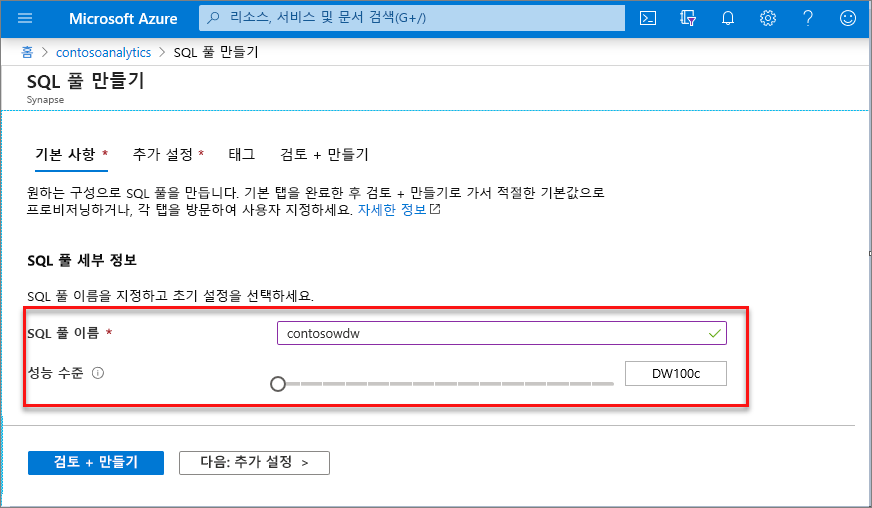 Microsoft Azure
리소스, 서비스 및 문서 검색(G+/)
홈 > contosoanalytics > SQL 풀 만들기
SQL 풀 만들기
Synapse
기본 사항 * 추가 설정 * 태그 검토 + 만들기
원하는 구성으로 SQL 풀을 만듭니다. 기본 탭을 완료한 후 검토 + 만들기로 가서 적절한 기본값으로
프로비저닝하거나, 각 탭을 방문하여 사용자 지정하세요. 자세한 정보
SQL 풀 세부 정보
SQL 풀 이름을 지정하고 초기 설정을 선택하세요.
SQL 풀 이름 * contosowdw
성능 수준 DW100c
검토 + 만들기 다음: 추가 설정 >